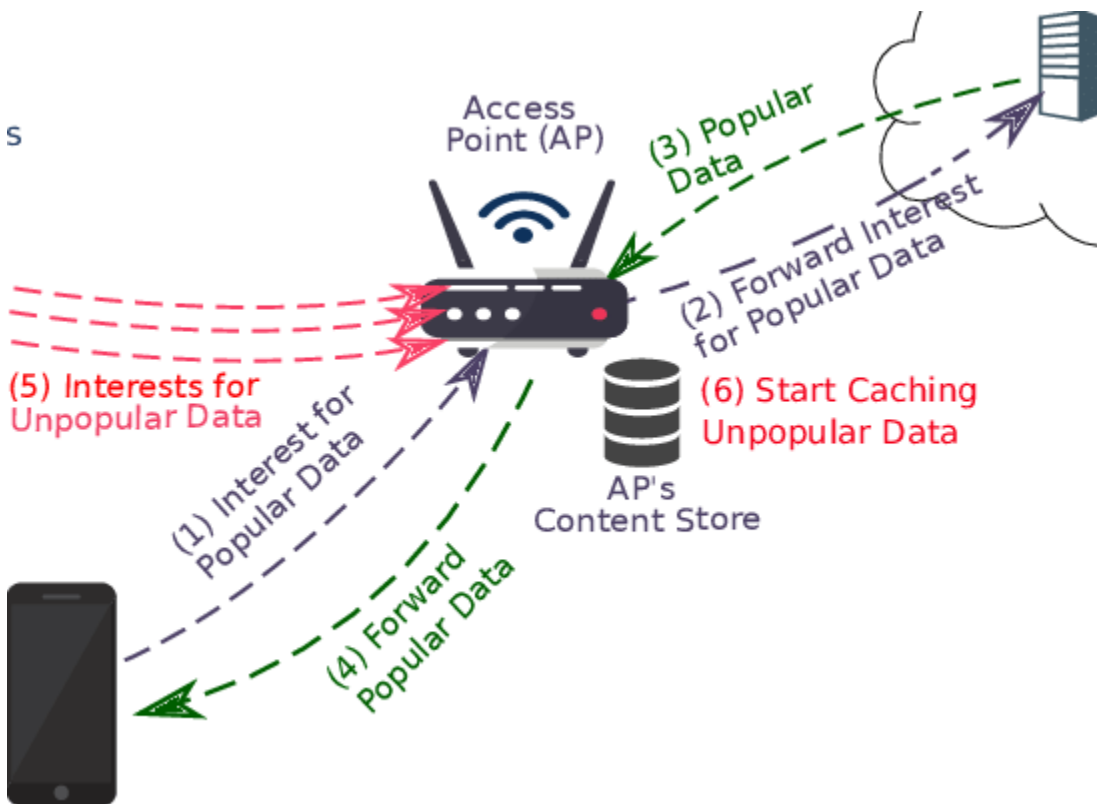 s
Access
Point (AP)
(3) Popular
Data
(2) Forward Interest
for Popular Data
(5) Interests for
Unpopular Data
(6) Start Caching
Unpopular Data
AP's
Content Store
(1) Interest for
Popular Data
(4) Forward
Popular Data